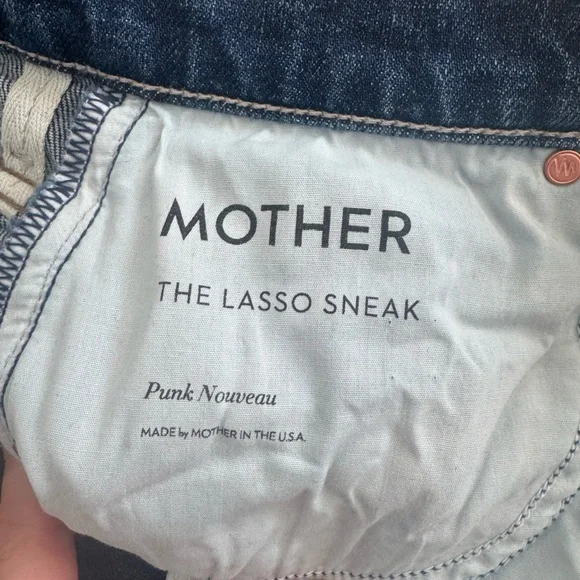 MOTHER
THE LASSO SNEAK
Punk Nouveau
MADE by MOTHER IN THE U.S.A.